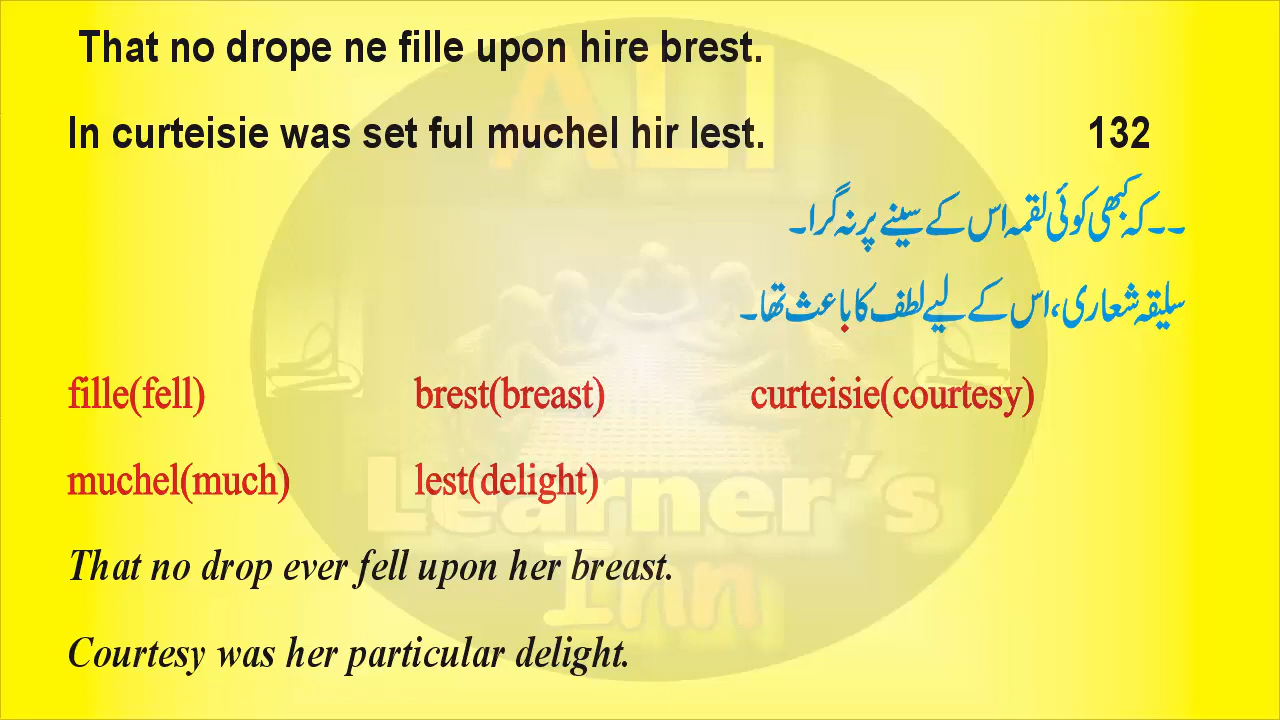 That no drope ne fille upon hire brest.
In curteisie was set ful muchel hir lest. 132
۔۔کہ کبھی کوئی لقمہ اس کے سینے پر نہ گرا۔
سلیقہ شعاری، اس کے لیے لطف کا باعث تھا۔
fille(fell) brest(breast) curteisie(courtesy)
muchel(much) lest(delight)
That no drop ever fell upon her breast.
Courtesy was her particular delight.
ALI
Learner's
Inn